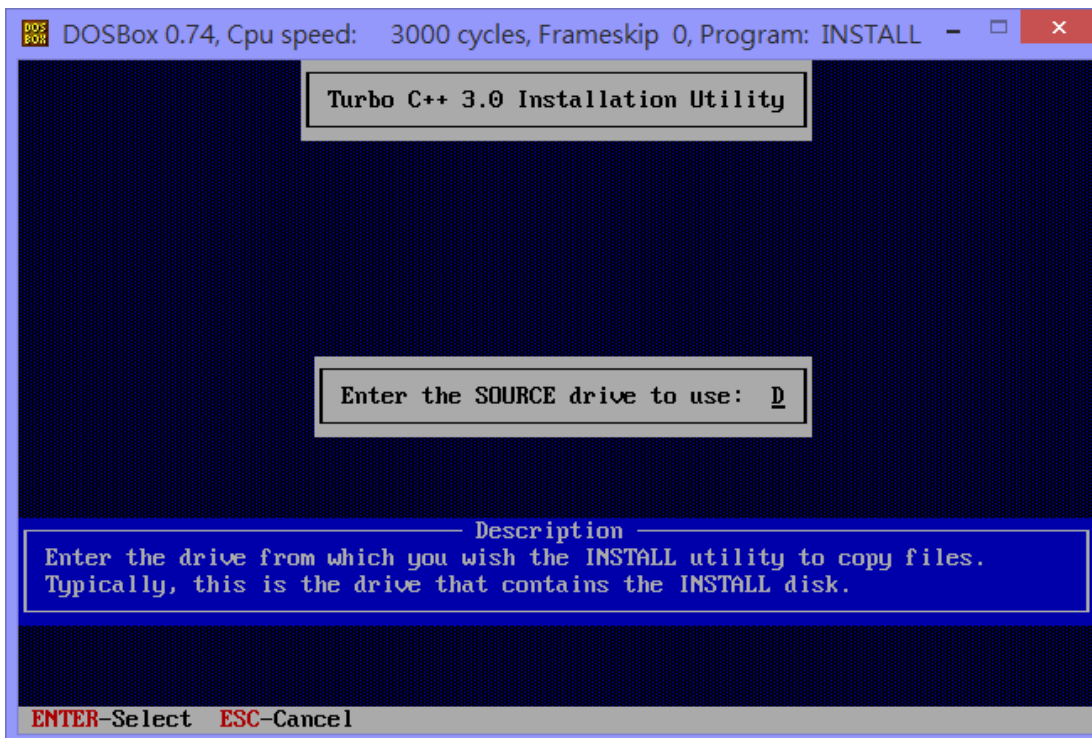 DOS
BOX
DOSBox 0.74, Cpu speed: 3000 cycles, Frameskip 0, Program: INSTALL
Turbo C++ 3.0 Installation Utility
Enter the SOURCE drive to use: D
Description
Enter the drive from which you wish the INSTALL utility to copy files.
Typically, this is the drive that contains the INSTALL disk.
ENTER-Select ESC-Cancel